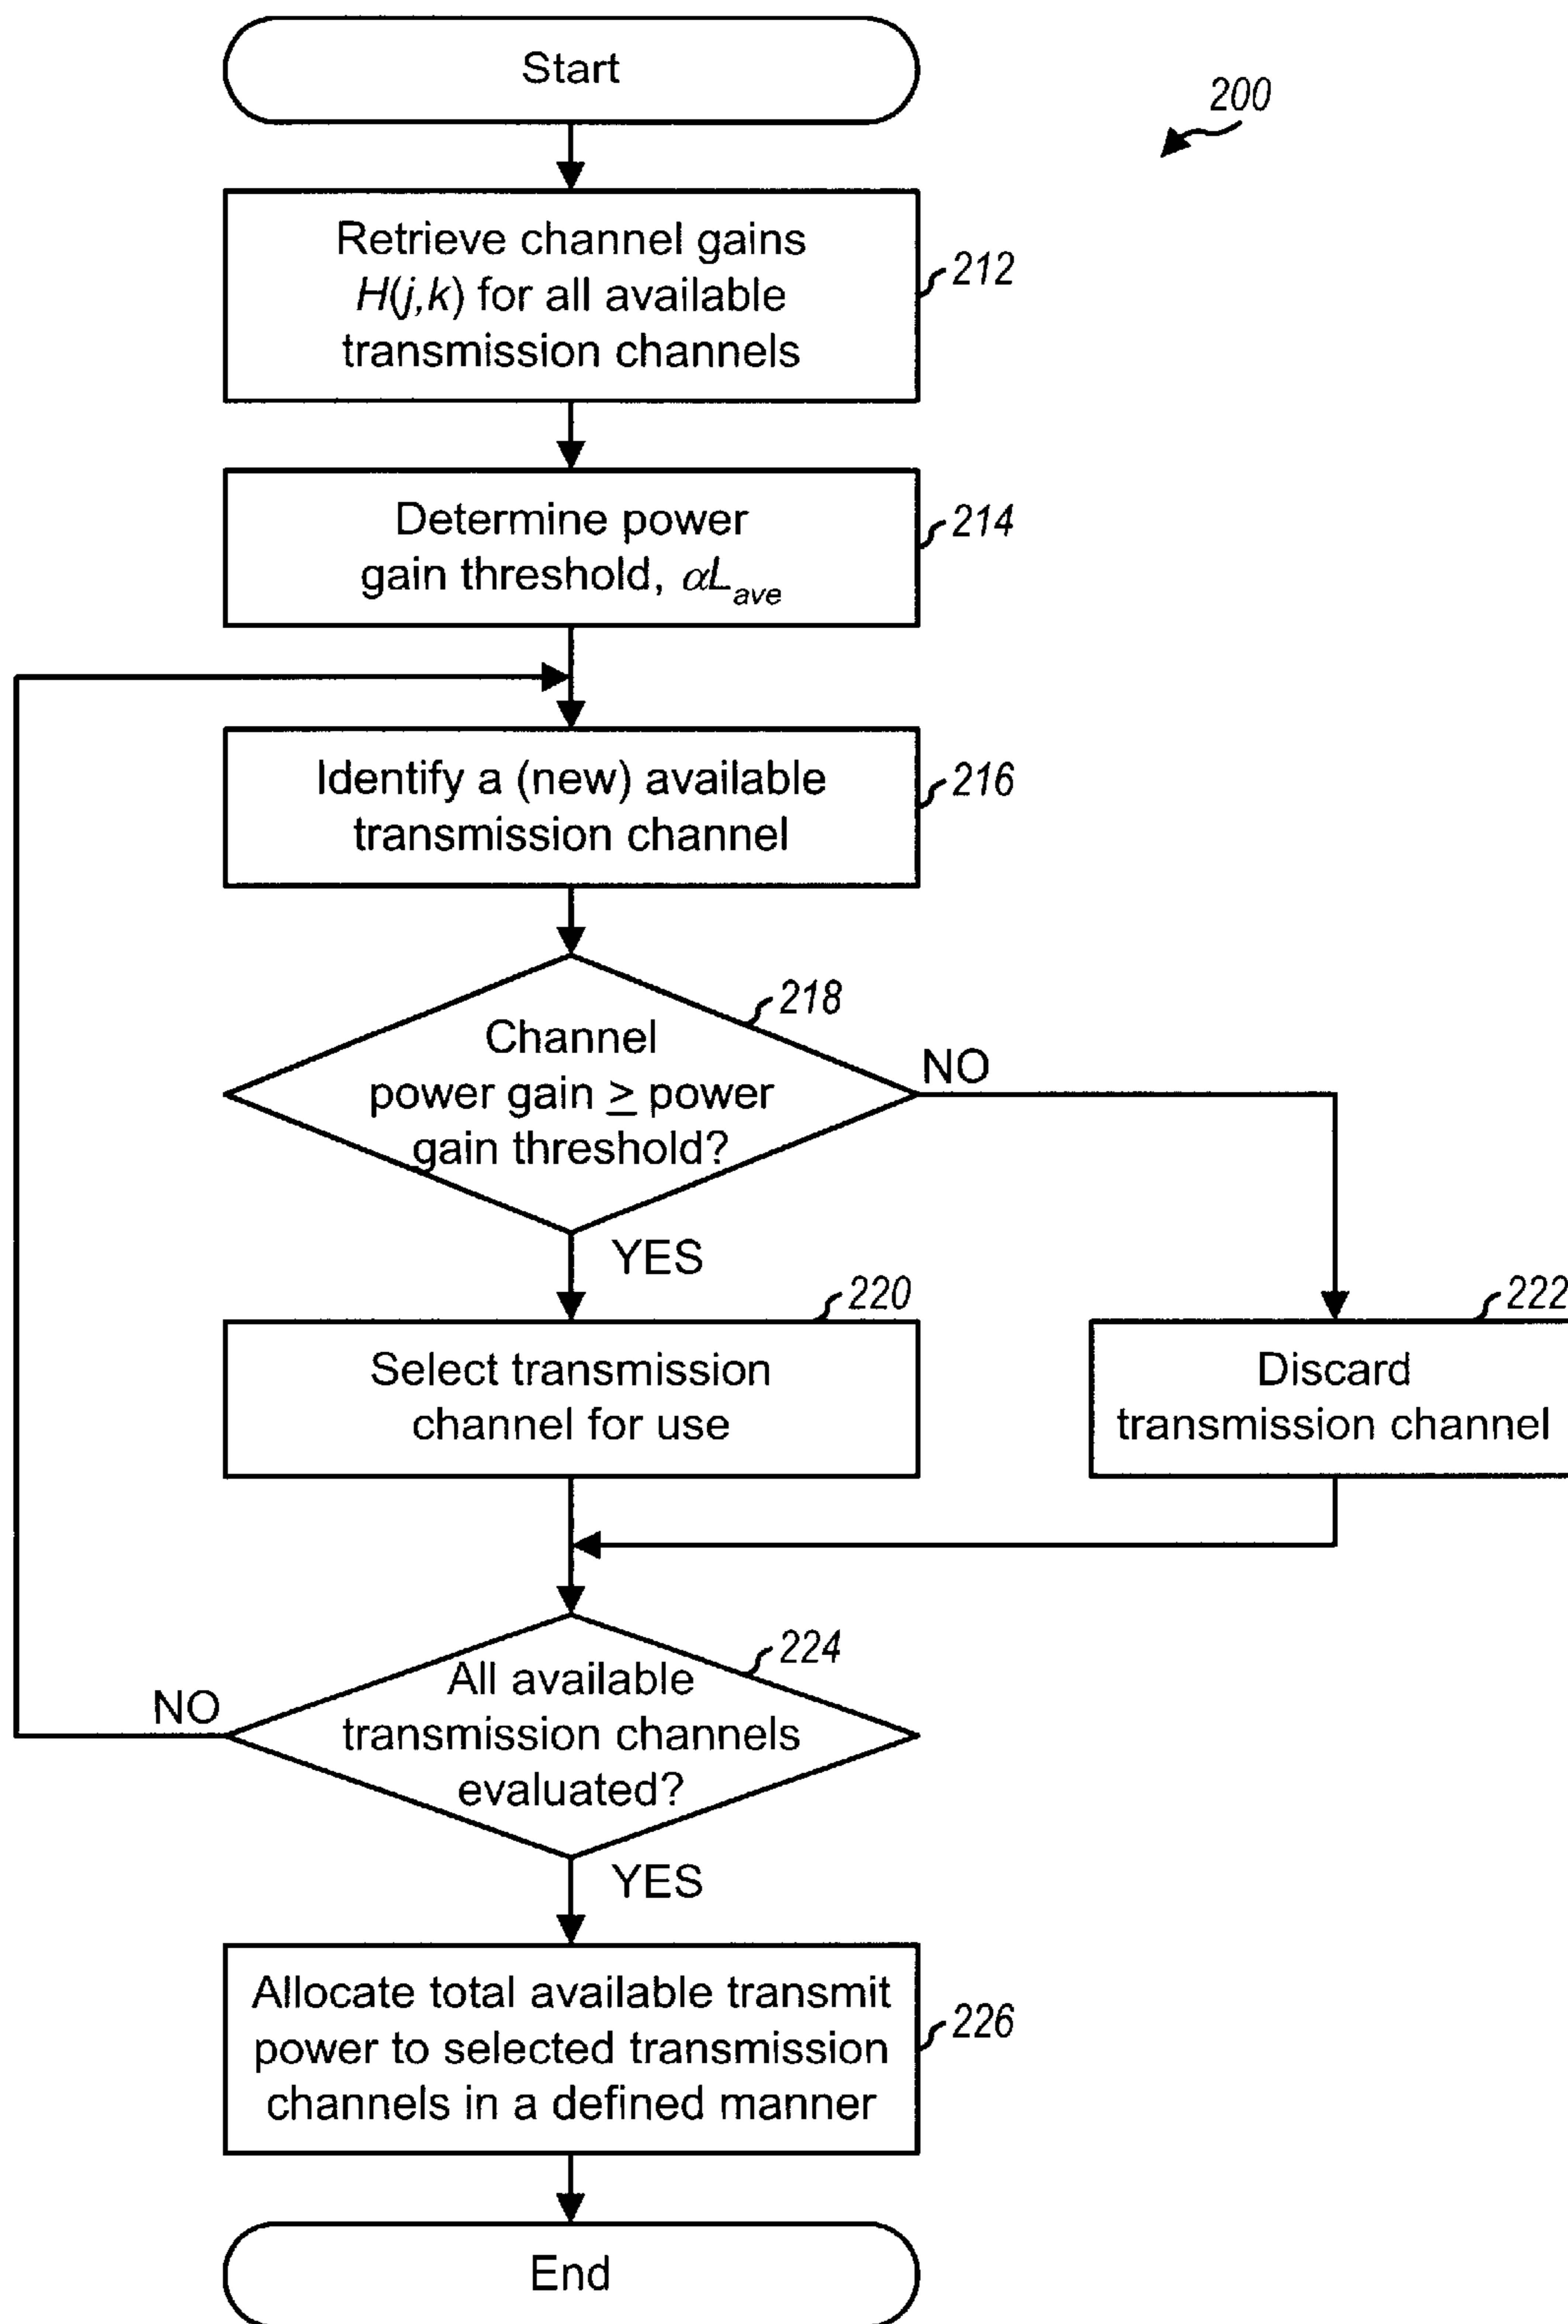 Start
200
Retrieve channel gains
H(j,k) for all available
transmission channels
212
Determine power
gain threshold, αL_ave
214
Identify a (new) available
transmission channel
216
218
Channel
power gain ≥ power
gain threshold?
NO
YES
220
Select transmission
channel for use
222
Discard
transmission channel
224
All available
transmission channels
evaluated?
NO
YES
Allocate total available transmit
power to selected transmission
channels in a defined manner
226
End